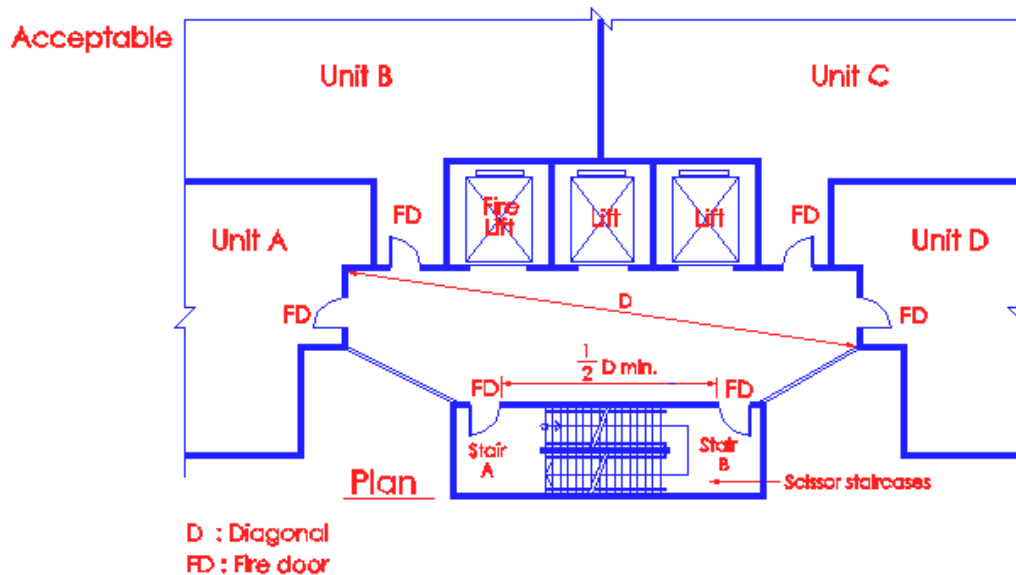 Acceptable
Unit B
Unit C
FD
Fire
Lift
Lift
Lift
FD
Unit A
Unit D
D
FD
FD
1/2 D min.
FD
FD
Stair
A
Stair
B
Plan
Scissor staircases
D : Diagonal
FD : Fire door